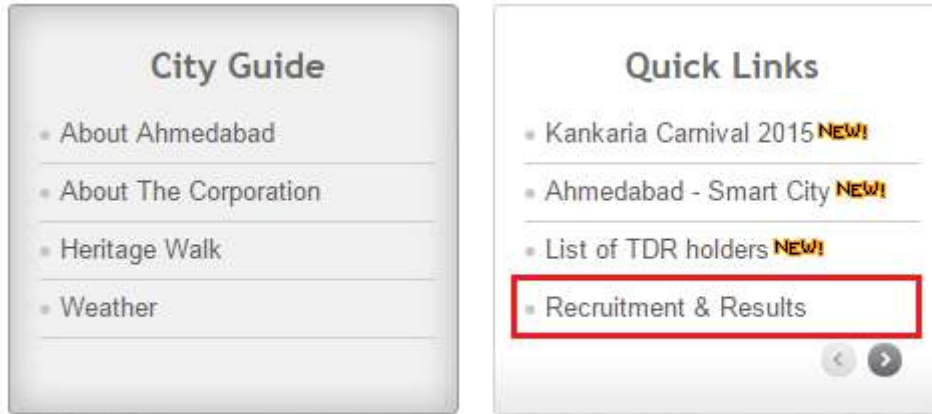 City Guide
About Ahmedabad
About The Corporation
Heritage Walk
Weather
Quick Links
Kankaria Carnival 2015 NEW!
Ahmedabad - Smart City NEW!
List of TDR holders NEW!
Recruitment & Results